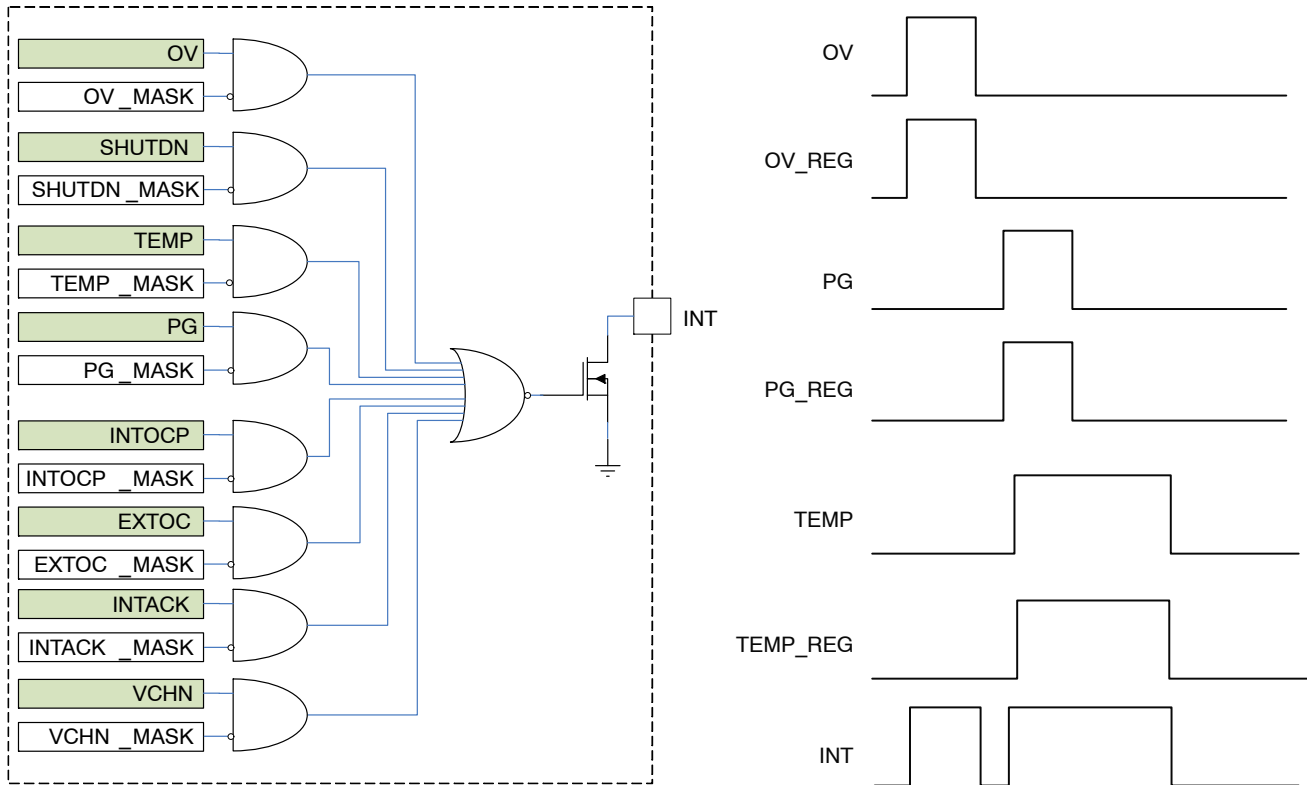 OV
OV _MASK
SHUTDN
SHUTDN _MASK
TEMP
TEMP _MASK
PG
PG _MASK
INTOCP
INTOCP _MASK
EXTOC
EXTOC _MASK
INTACK
INTACK _MASK
VCHN
VCHN _MASK
INT
OV
OV_REG
PG
PG_REG
TEMP
TEMP_REG
INT